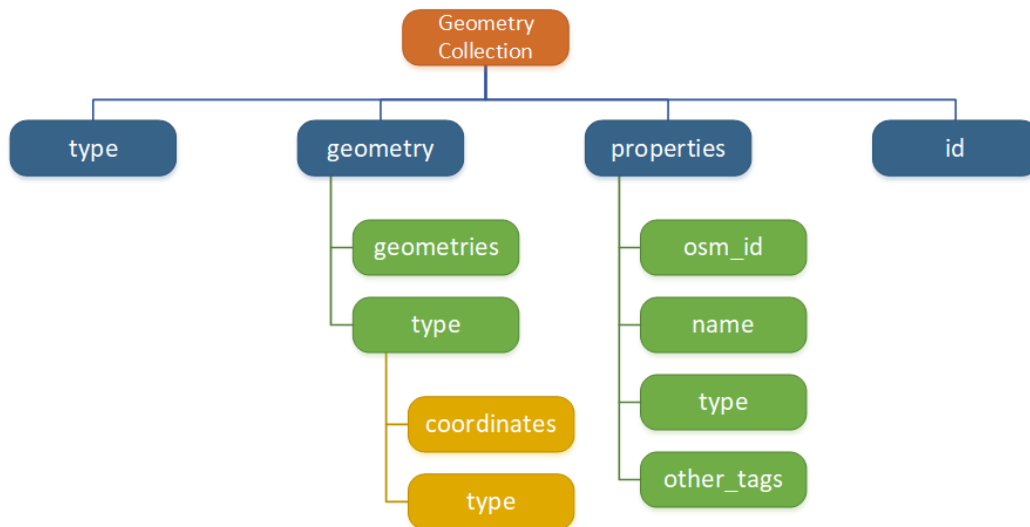 Geometry
Collection
type
geometry
properties
id
geometries
type
coordinates
type
osm_id
name
type
other_tags